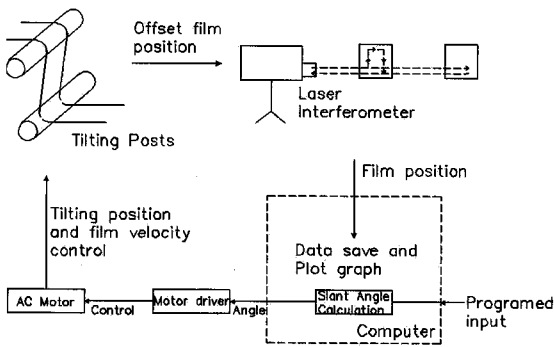 Offset film
position
Laser
Interferometer
Tilting Posts
Film position
Tilting position
and film velocity
control
Data save and
Plot graph
AC Motor
Control
Motor driver
Angle
Slant Angle
Calculation
Programed
input
Computer